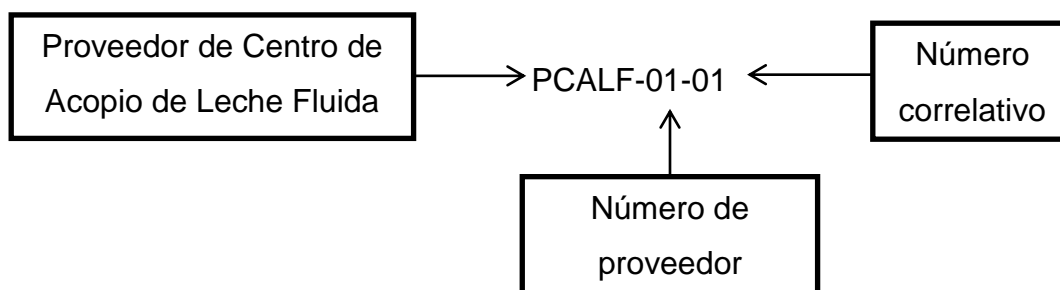 Proveedor de Centro de
Acopio de Leche Fluida
PCALF-01-01
Número
correlativo
Número de
proveedor